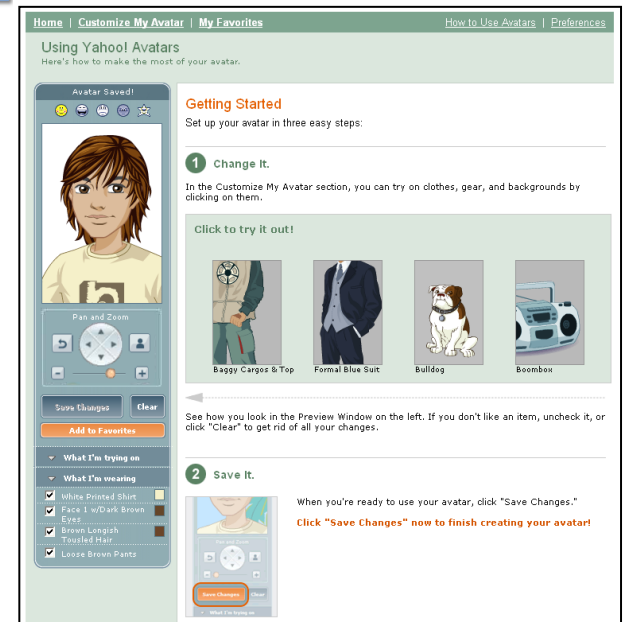 Home | Customize My Avatar | My Favorites
How to Use Avatars | Preferences
Using Yahoo! Avatars
Here's how to make the most of your avatar.
Avatar Saved!
Pan and Zoom
Save Changes
Clear
Add to Favorites
What I'm trying on
What I'm wearing
White Printed Shirt
Face 1 w/Dark Brown
Eyes
Brown Longish
Tousled Hair
Loose Brown Pants
Getting Started
Set up your avatar in three easy steps:
1 Change It.
In the Customize My Avatar section, you can try on clothes, gear, and backgrounds by
clicking on them.
Click to try it out!
Baggy Cargos & Top
Formal Blue Suit
Bulldog
Boombox
See how you look in the Preview Window on the left. If you don't like an item, uncheck it, or
click "Clear" to get rid of all your changes.
2 Save It.
Pan and Zoom
Save Changes
Clear
What I'm trying on
When you're ready to use your avatar, click "Save Changes."
Click "Save Changes" now to finish creating your avatar!